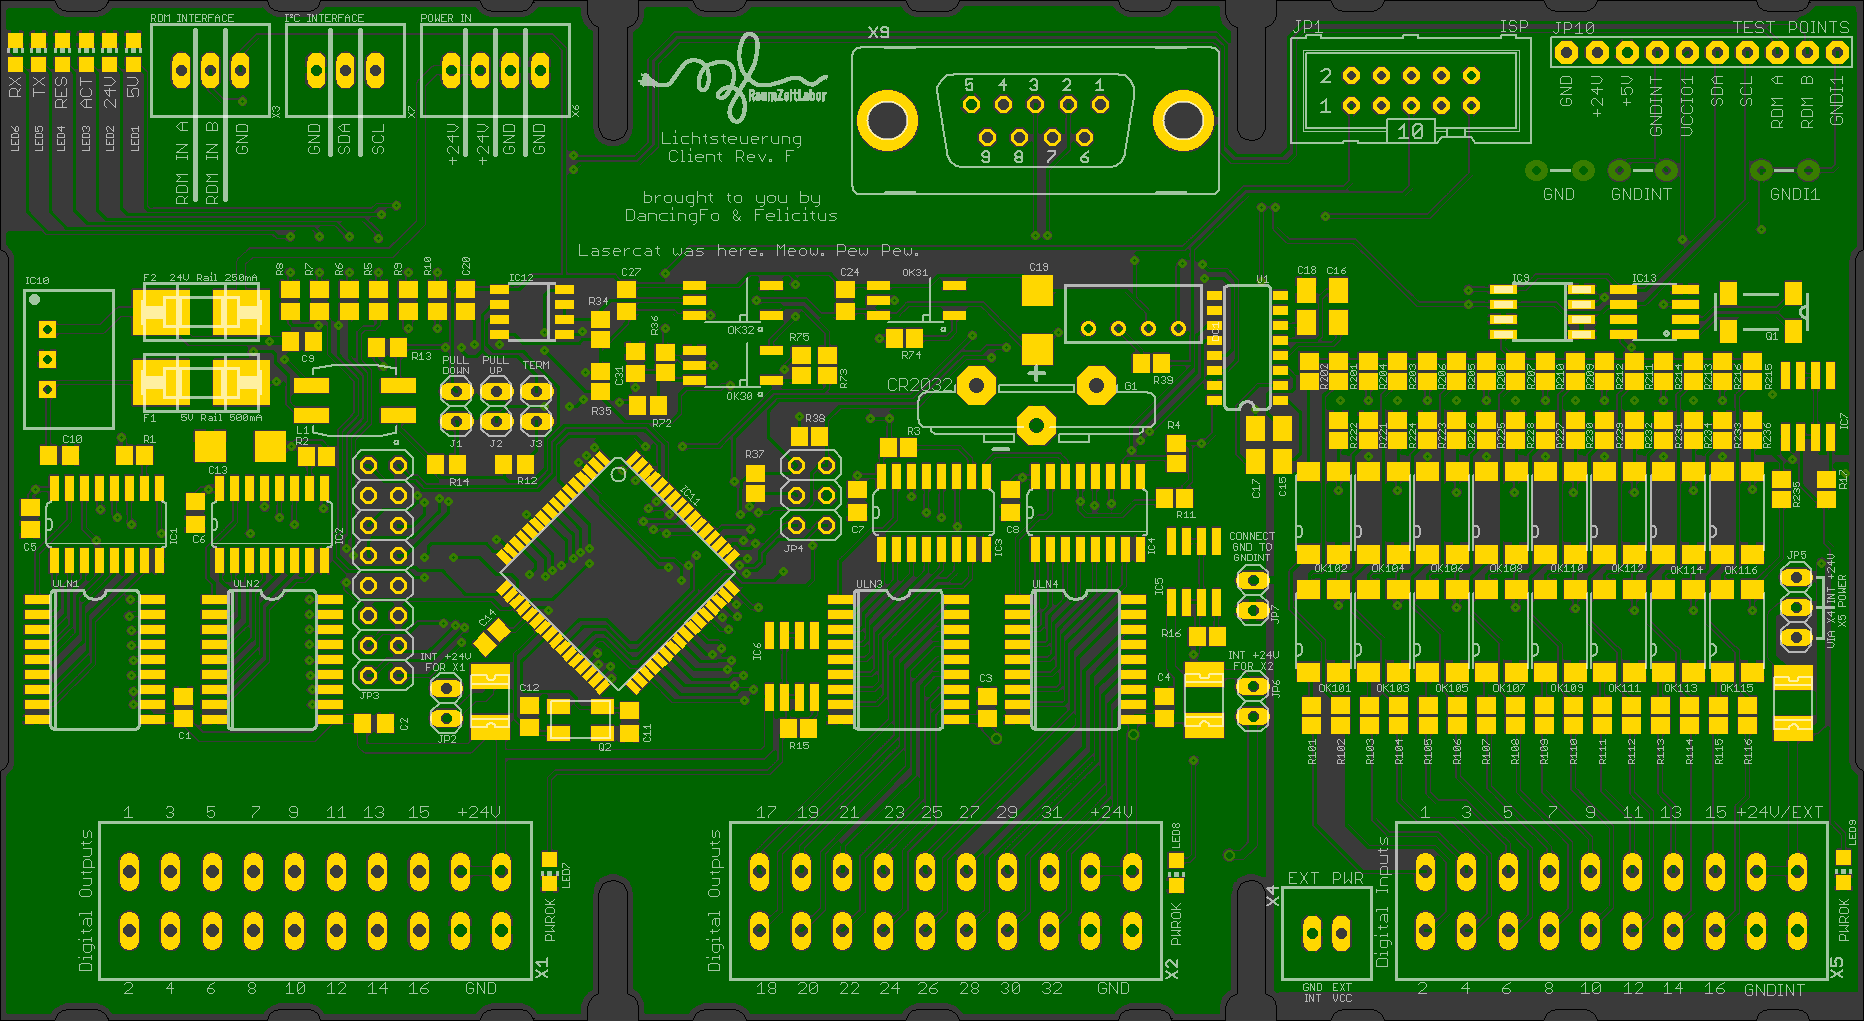 RDM INTERFACE
I²C INTERFACE
POWER IN
X9
JP1
ISP
JP10
TEST POINTS
RX
TX
RES
ACT
24V
5V
LED6
LED5
LED4
LED3
LED2
LED1
RDM IN A
RDM IN B
GND
X3
GND
SDA
SCL
X7
+24V
+24V
GND
GND
X6
RaumZeitLabor
Lichtsteuerung
Client Rev. F
brought to you by
DancingFo & Felicitus
Lasercat was here. Meow. Pew Pew.
5 4 3 2 1
9 8 7 6
2
1
10
GND
+24V
+5V
GNDINT
VCCIO1
SDA
SCL
RDM A
RDM B
GNDI1
GND
GNDINT
GNDI1
IC10
F2 24V Rail 250mA
F1 5V Rail 500mA
R8
R7
R6
R5
R9
R10
C20
IC12
C27
R34
R36
C31
R35
R72
OK32
OK30
C24
OK31
R74
R75
R73
C19
U1
C18 C16
IC9
IC13
Q1
C9
R13
L1
PULL DOWN
PULL UP
TERM
J1
J2
J3
CR2032
G1
R39
C10
R1
C13
R2
R14
R12
R37
R38
R3
R4
R11
C17
C15
R202
R201
R204
R203
R206
R205
R208
R207
R210
R209
R212
R211
R214
R213
R216
R215
R222
R221
R224
R223
R226
R225
R228
R227
R230
R229
R232
R231
R234
R233
R236
IC7
R235
R17
C5
IC1
C6
IC2
IC11
JP4
C7
IC3
C8
IC4
IC5
CONNECT
GND TO
GNDINT
JP7
OK102
OK104
OK106
OK108
OK110
OK112
OK114
OK116
JP5
VIA X4
INT +24V
X5 POWER
ULN1
ULN2
ULN3
ULN4
C14
IC6
R16
INT +24V
FOR X1
JP2
JP3
INT +24V
FOR X2
JP6
OK101
OK103
OK105
OK107
OK109
OK111
OK113
OK115
C1
C2
C12
Q2
C11
R15
C3
C4
R101
R102
R103
R104
R105
R106
R107
R108
R109
R110
R111
R112
R113
R114
R115
R116
1 3 5 7 9 11 13 15 +24V
Digital Outputs
2 4 6 8 10 12 14 16 GND
X1
LED7
PWROK
17 19 21 23 25 27 29 31 +24V
Digital Outputs
18 20 22 24 26 28 30 32 GND
X2
LED8
PWROK
EXT PWR
X4
GND INT
EXT VCC
1 3 5 7 9 11 13 15 +24V/EXT
Digital Inputs
2 4 6 8 10 12 14 16 GNDINT
X5
LED9
PWROK